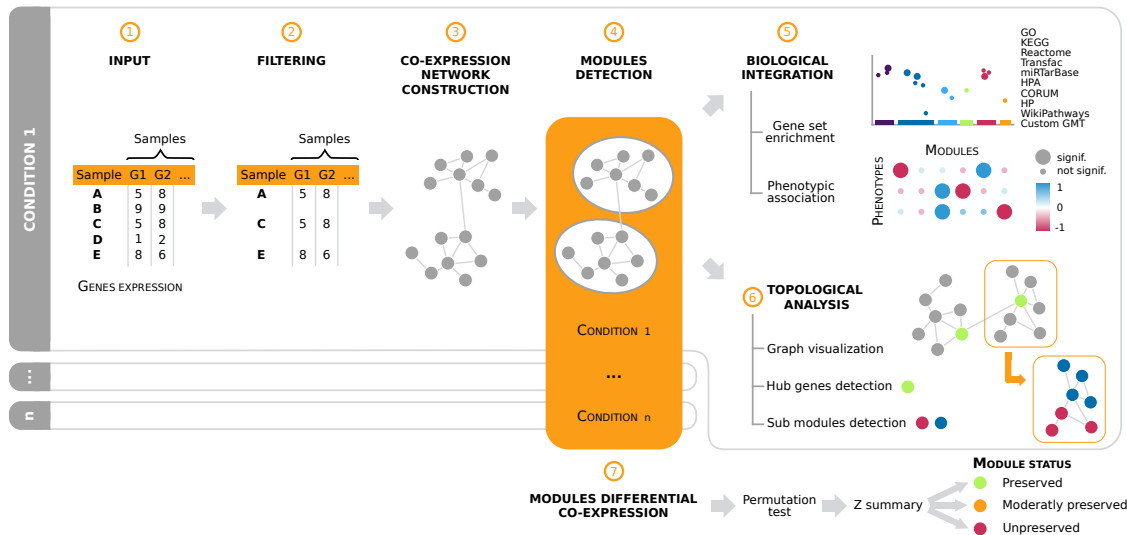 CONDITION 1
...
n
1
INPUT
Samples
Sample G1 G2 ...
A 5 8
B 9 9
C 5 8
D 1 2
E 8 6
GENES EXPRESSION
2
FILTERING
Samples
Sample G1 G2 ...
A 5 8
C 5 8
E 8 6
3
CO-EXPRESSION
NETWORK
CONSTRUCTION
4
MODULES
DETECTION
CONDITION 1
...
CONDITION n
5
BIOLOGICAL
INTEGRATION
Gene set
enrichment
Phenotypic
association
GO
KEGG
Reactome
Transfac
miRTarBase
HPA
CORUM
HP
WikiPathways
Custom GMT
MODULES
PHENOTYPES
signif.
not signif.
1
0
-1
6
TOPOLOGICAL
ANALYSIS
Graph visualization
Hub genes detection
Sub modules detection
7
MODULES DIFFERENTIAL
CO-EXPRESSION
Permutation
test
Z summary
MODULE STATUS
Preserved
Moderatly preserved
Unpreserved